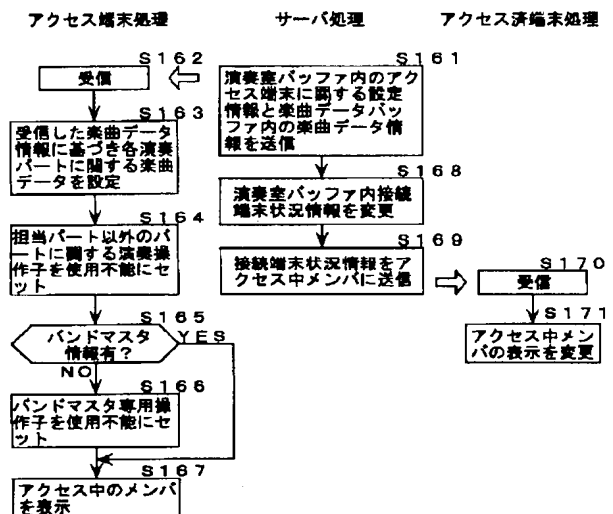 アクセス端末処理
サーバ処理
アクセス済端末処理
S162
受信
S163
受信した楽曲データ
情報に基づき各演奏
パートに関する楽曲
データを設定
S164
担当パート以外のパ
ートに関する演奏操
作子を使用不能にセ
ット
S165
バンドマスタ
情報有?
YES
NO
S166
バンドマスタ専用操
作子を使用不能にセ
ット
S167
アクセス中のメンバ
を表示
S161
演奏室バッファ内のアク
セス端末に関する設定
情報と楽曲データバッ
ファ内の楽曲データ情
報を送信
S168
演奏室バッファ内接続
端末状況情報を変更
S169
接続端末状況情報をア
クセス中メンバに送信
S170
受信
S171
アクセス中メン
バの表示を変更